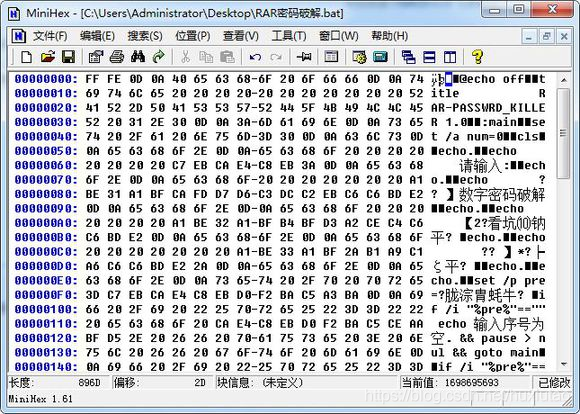 MiniHex - [C:\Users\Administrator\Desktop\RAR密码破解.bat]
文件(F) 编辑(E) 搜索(S) 位置(P) 查看(V) 工具(T) 窗口(W) 帮助(H)
00000000: FF FE 0D 0A 40 65 63 68-6F 20 6F 66 66 0D 0A 74 @echo off t
00000010: 69 74 6C 65 20 20 20 20-20 20 20 20 20 20 20 52 itle R
00000020: 41 52 2D 50 41 53 53 57-52 44 5F 4B 49 4C 4C 45 AR-PASSWRD_KILLE
00000030: 52 20 31 2E 30 0D 0A 3A-6D 61 69 6E 0D 0A 73 65 R 1.0 :main se
00000040: 74 20 2F 61 20 6E 75 6D-3D 30 0D 0A 63 6C 73 0D t /a num=0 cls
00000050: 0A 65 63 68 6F 2E 0D 0A-65 63 68 6F 20 20 20 20 echo. echo
00000060: 20 20 20 20 C7 EB CA E4-C8 EB 3A 0D 0A 65 63 68 请输入: ech
00000070: 6F 2E 0D 0A 65 63 68 6F-20 20 20 20 20 20 20 A1 o. echo ?
00000080: BE 31 A1 BF CA FD D7 D6-C3 DC C2 EB C6 C6 BD E2 ? 】数字密码破解
00000090: 0D 0A 65 63 68 6F 2E 0D-0A 65 63 68 6F 20 20 20 echo. echo
000000A0: 20 20 20 20 A1 BE 32 A1-BF B4 BF D3 A2 CE C4 C6 【2?看坑⑽钠
000000B0: C6 BD E2 0D 0A 65 63 68-6F 2E 0D 0A 65 63 68 6F 平? echo. echo
000000C0: 20 20 20 20 20 20 20 A1-BE 33 A1 BF 2A B1 A9 C1 】*?├
000000D0: A6 C6 C6 BD E2 2A 0D 0A-65 63 68 6F 2E 0D 0A 65 ζ平? echo. e
000000E0: 63 68 6F 2E 0D 0A 73 65-74 20 2F 70 20 70 72 65 cho. set /p pre
000000F0: 3D C7 EB CA E4 C8 EB D0-F2 BA C5 A3 BA 0D 0A 69 =?胧淙胄蚝牛? i
00000100: 66 20 2F 69 20 22 25 70-72 65 25 22 3D 3D 22 22 f /i "%pre%"==""
00000110: 20 65 63 68 6F 20 CA E4-C8 EB D0 F2 BA C5 CE AA echo 输入序号为
00000120: BF D5 2E 20 26 26 20 70-61 75 73 65 20 3E 20 6E 空. && pause > n
00000130: 75 6C 20 26 26 20 67 6F-74 6F 20 6D 61 69 6E 0D ul && goto main
00000140: 0A 69 66 20 2F 69 20 22-25 70 72 65 25 22 3D 3D if /i "%pre%"==
长度: 896D 偏移: 2D 块信息: (未定义) 当前值: 1698695693 已修改
MiniHex 1.61